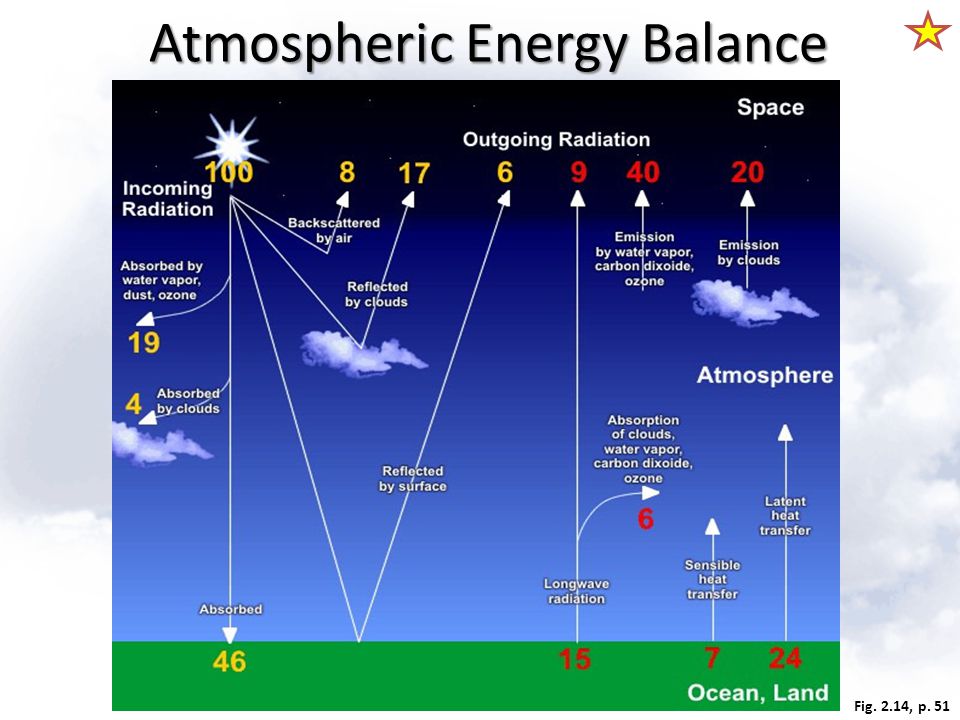 Atmospheric Energy Balance
Space
Outgoing Radiation
100
8
17
6
9
40
20
Incoming
Radiation
Backscattered
by air
Emission
by water vapor,
carbon dixoide,
ozone
Emission
by clouds
Absorbed by
water vapor,
dust, ozone
Reflected
by clouds
19
Atmosphere
4
Absorbed
by clouds
Absorption
of clouds,
water vapor,
carbon dixoide,
ozone
Reflected
by surface
6
Latent
heat
transfer
Sensible
heat
transfer
Longwave
radiation
Absorbed
46
15
7
24
Ocean, Land
Fig. 2.14, p. 51